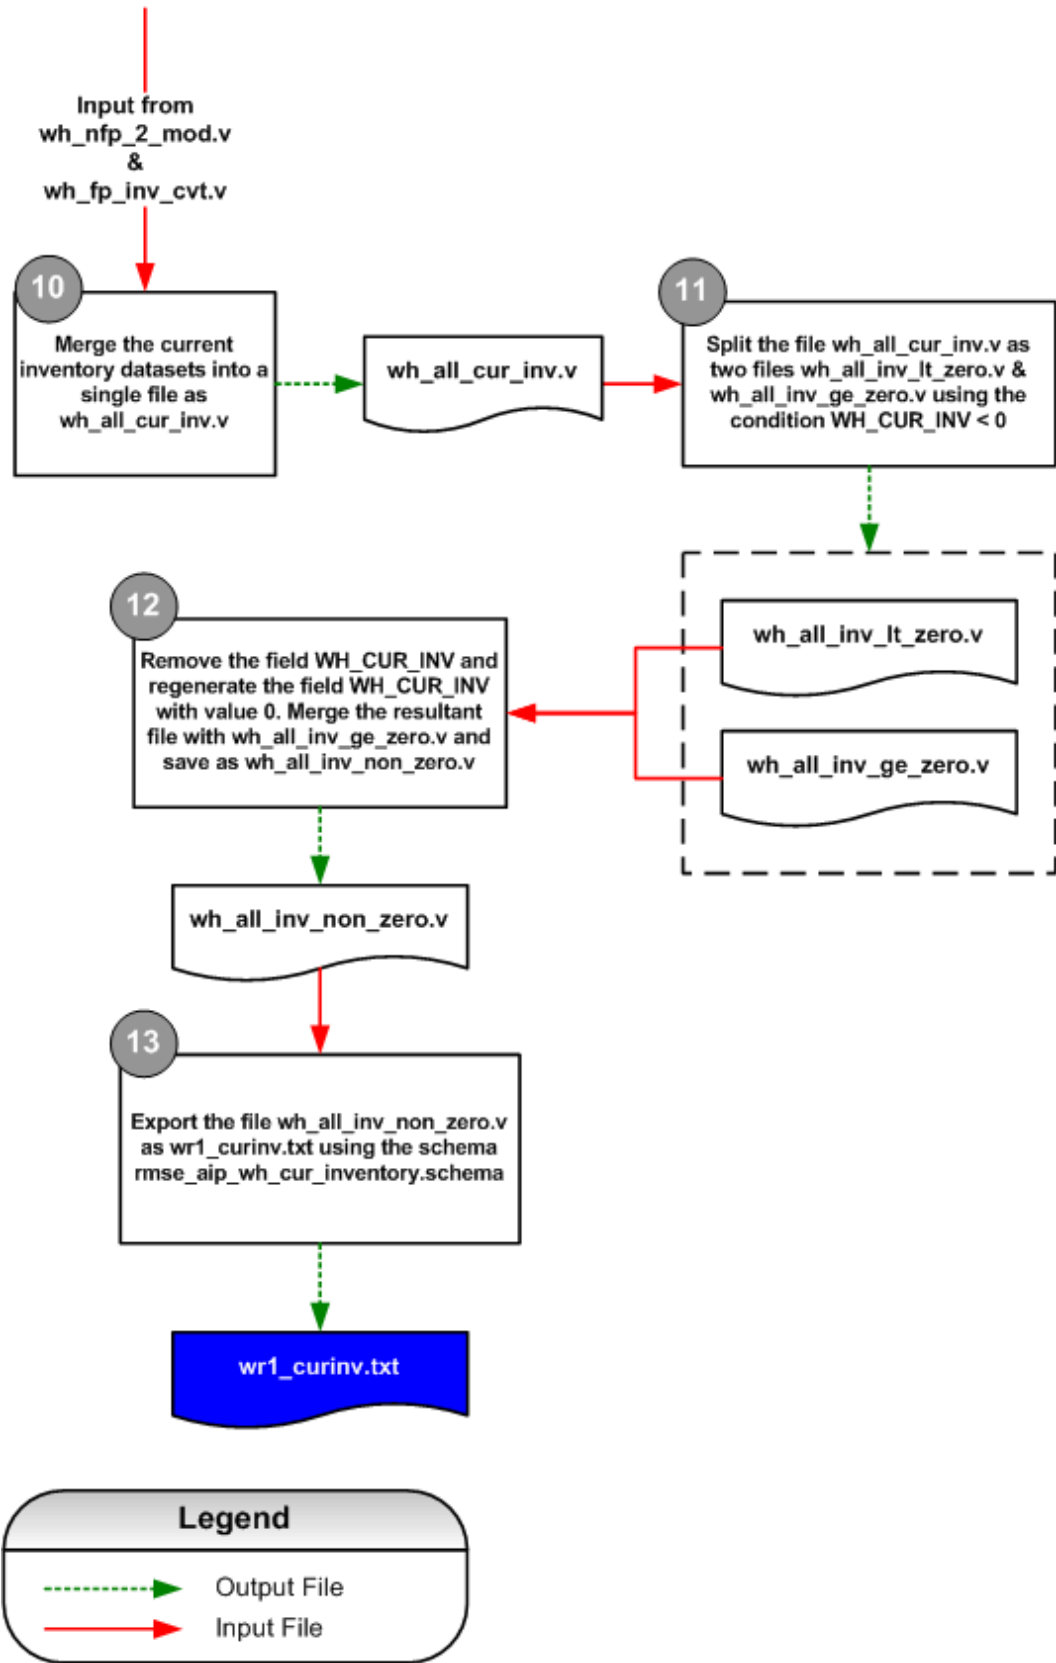 Input from
wh_nfp_2_mod.v
&
wh_fp_inv_cvt.v
10
Merge the current
inventory datasets into a
single file as
wh_all_cur_inv.v
wh_all_cur_inv.v
11
Split the file wh_all_cur_inv.v as
two files wh_all_inv_lt_zero.v &
wh_all_inv_ge_zero.v using the
condition WH_CUR_INV < 0
wh_all_inv_lt_zero.v
wh_all_inv_ge_zero.v
12
Remove the field WH_CUR_INV and
regenerate the field WH_CUR_INV
with value 0. Merge the resultant
file with wh_all_inv_ge_zero.v and
save as wh_all_inv_non_zero.v
wh_all_inv_non_zero.v
13
Export the file wh_all_inv_non_zero.v
as wr1_curinv.txt using the schema
rmse_aip_wh_cur_inventory.schema
wr1_curinv.txt
Legend
Output File
Input File